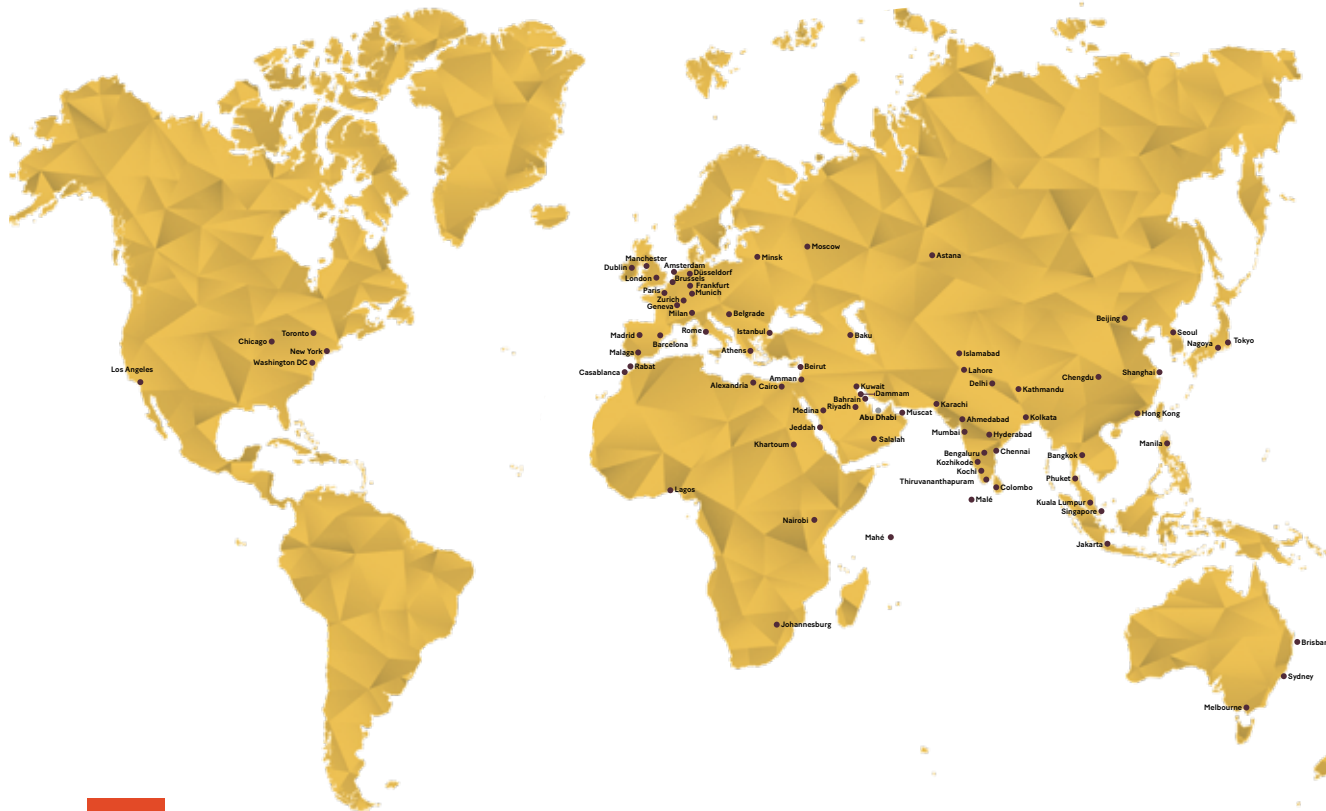 Moscow
Minsk
Astana
Manchester
Amsterdam
Dublin
Düsseldorf
London
Brussels
Frankfurt
Paris
Munich
Zurich
Geneva
Milan
Belgrade
Beijing
Toronto
Rome
Istanbul
Madrid
Baku
Seoul
Chicago
Tokyo
Nagoya
Barcelona
New York
Malaga
Athens
Islamabad
Washington DC
Rabat
Beirut
Los Angeles
Casablanca
Lahore
Shanghai
Amman
Chengdu
Delhi
Alexandria
Cairo
Kuwait
Kathmandu
Dammam
Bahrain
Karachi
Riyadh
Medina
Muscat
Hong Kong
Abu Dhabi
Kolkata
Ahmedabad
Jeddah
Mumbai
Hyderabad
Salalah
Khartoum
Manila
Chennai
Bengaluru
Bangkok
Kozhikode
Kochi
Phuket
Thiruvananthapuram
Colombo
Lagos
Malé
Kuala Lumpur
Singapore
Nairobi
Mahé
Jakarta
Johannesburg
Brisban
Sydney
Melbourne